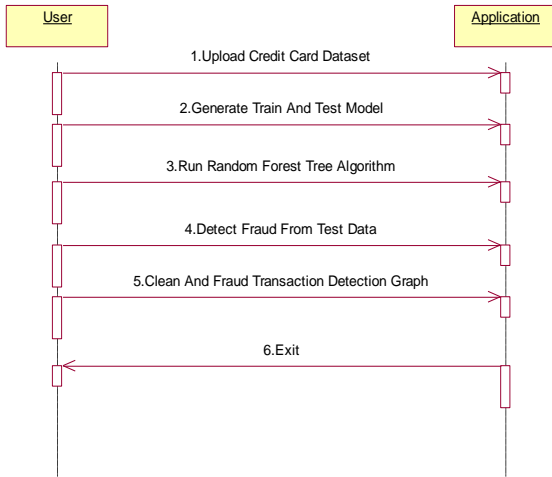 User
Application
1.Upload Credit Card Dataset
2.Generate Train And Test Model
3.Run Random Forest Tree Algorithm
4.Detect Fraud From Test Data
5.Clean And Fraud Transaction Detection Graph
6.Exit